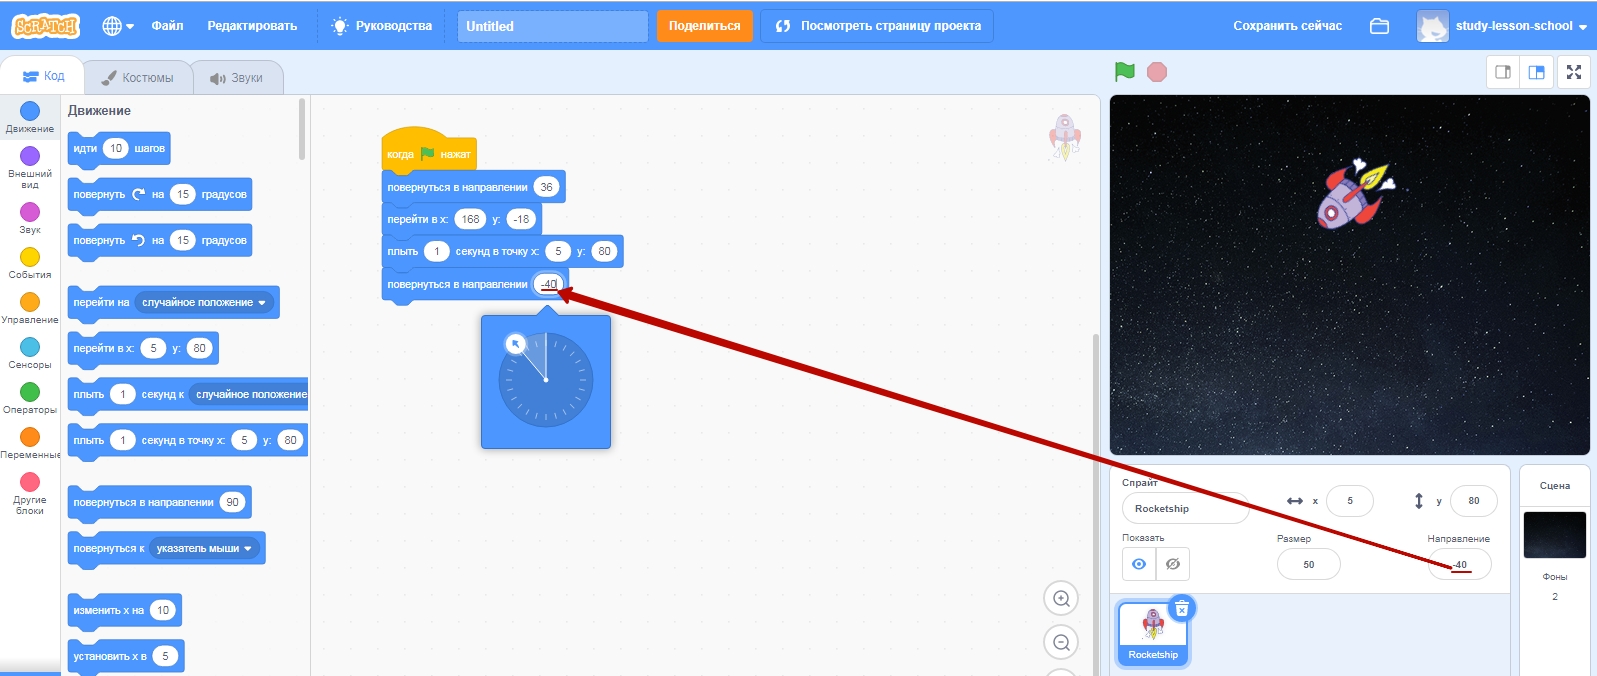 SCRATCH Файл Редактировать Руководства Untitled Поделиться Посмотреть страницу проекта Сохранить сейчас study-lesson-school
Код Костюмы Звуки
Движение
Внешний вид
Звук
События
Управление
Сенсоры
Операторы
Переменные
Другие блоки
Движение
идти 10 шагов
повернуть на 15 градусов
повернуть на 15 градусов
перейти на случайное положение
перейти в x: 5 y: 80
плыть 1 секунд к случайное положение
плыть 1 секунд в точку x: 5 y: 80
повернуться в направлении 90
повернуться к указатель мыши
изменить x на 10
установить x в 5
когда нажат
повернуться в направлении 36
перейти в x: 168 y: -18
плыть 1 секунд в точку x: 5 y: 80
повернуться в направлении -40
Спрайт
Rocketship x 5 y 80
Показать Размер Направление
50 -40
Rocketship
Сцена
Фоны
2